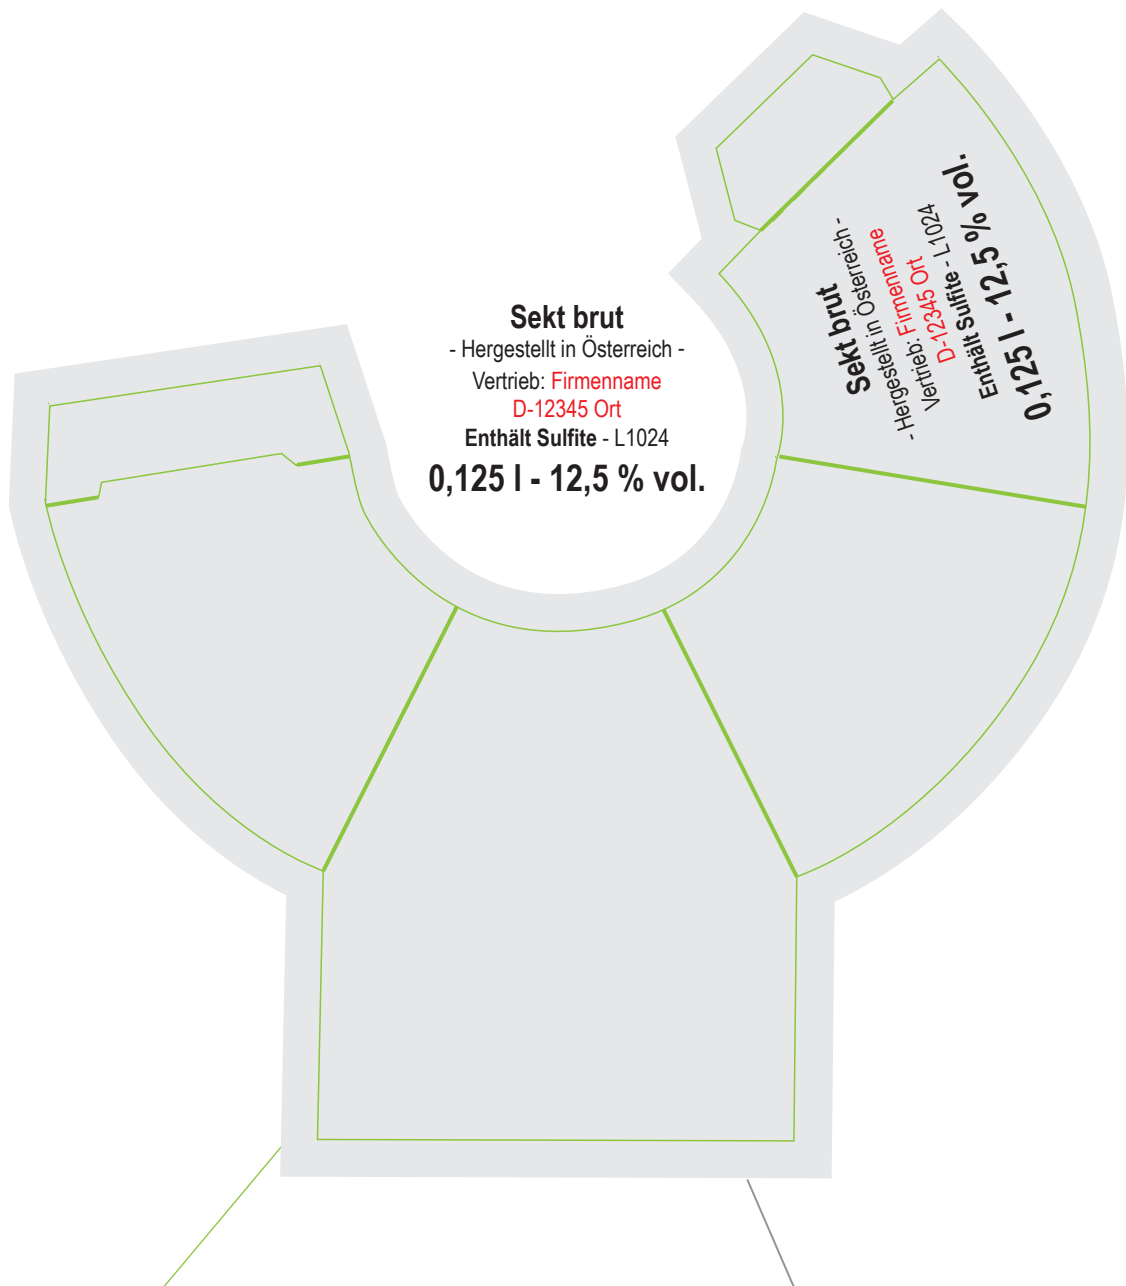 Sekt brut
- Hergestellt in Österreich -
Vertrieb: Firmenname
D-12345 Ort
Enthält Sulfite - L1024
0,125 l - 12,5 % vol.
Sekt brut
- Hergestellt in Österreich -
Vertrieb: Firmenname
D-12345 Ort
Enthält Sulfite - L1024
0,125 l - 12,5 % vol.